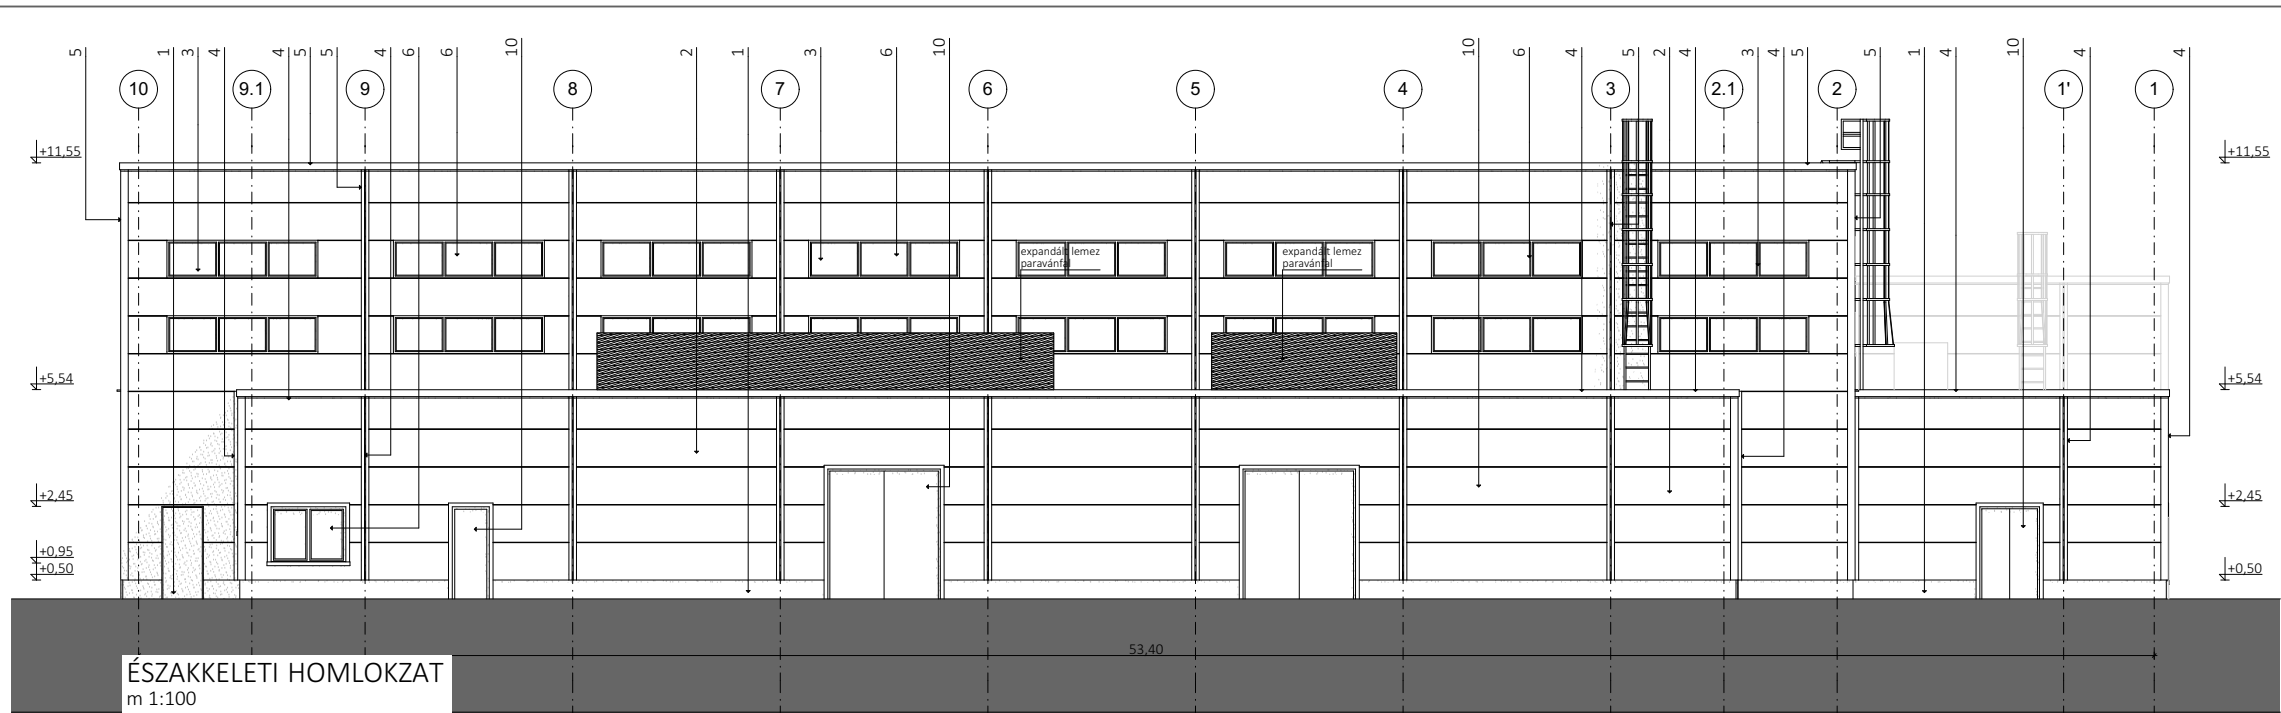 5 1 3 4 4 5 5 4 6 6 10 2 1 3 6 10 10 6 4 5 2 4 3 4 5 5 1 4 10 4 4
10 9.1 9 8 7 6 5 4 3 2.1 2 1' 1
+11,55 +11,55
expandált lemez expandált lemez
paravánfal paravánfal
+5,54 +5,54
+2,45 +2,45
+0,95
+0,50 +0,50
53,40
ÉSZAKKELETI HOMLOKZAT
m 1:100